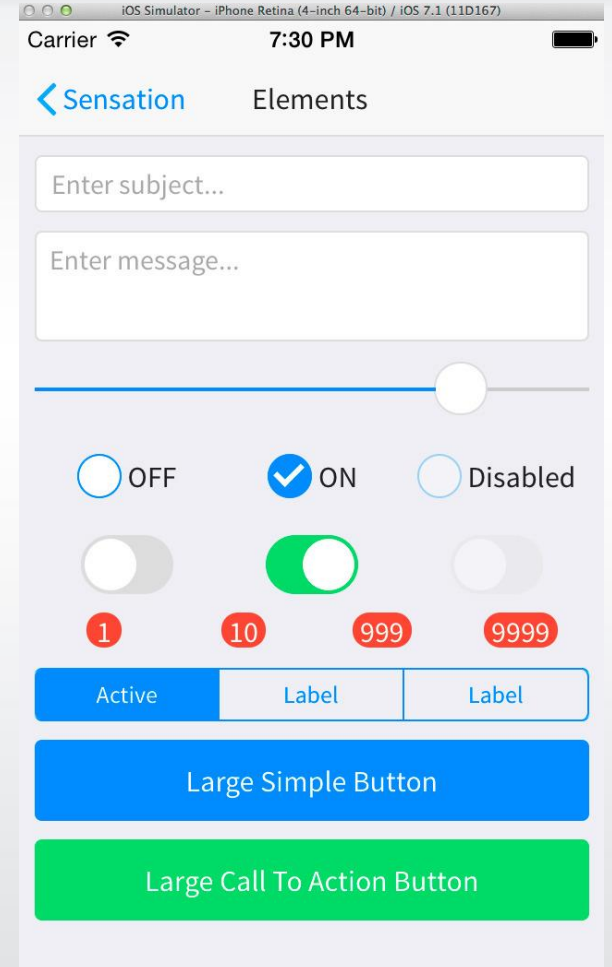 iOS Simulator – iPhone Retina (4-inch 64-bit) / iOS 7.1 (11D167)
Carrier 7:30 PM
Sensation Elements
Enter subject...
Enter message...
OFF ON Disabled
1 10 999 9999
Active Label Label
Large Simple Button
Large Call To Action Button